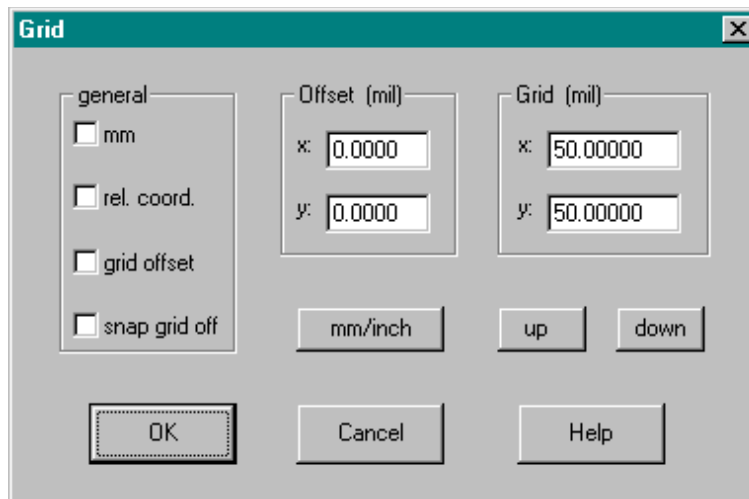 Grid
general
mm
rel. coord.
grid offset
snap grid off
Offset (mil)
x: 0.0000
y: 0.0000
Grid (mil)
x: 50.00000
y: 50.00000
mm/inch
up
down
OK
Cancel
Help